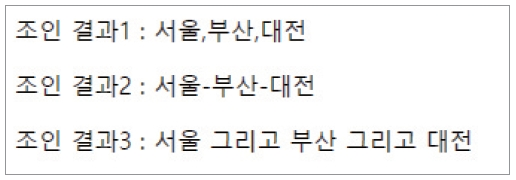 조인 결과1 : 서울,부산,대전
조인 결과2 : 서울-부산-대전
조인 결과3 : 서울 그리고 부산 그리고 대전